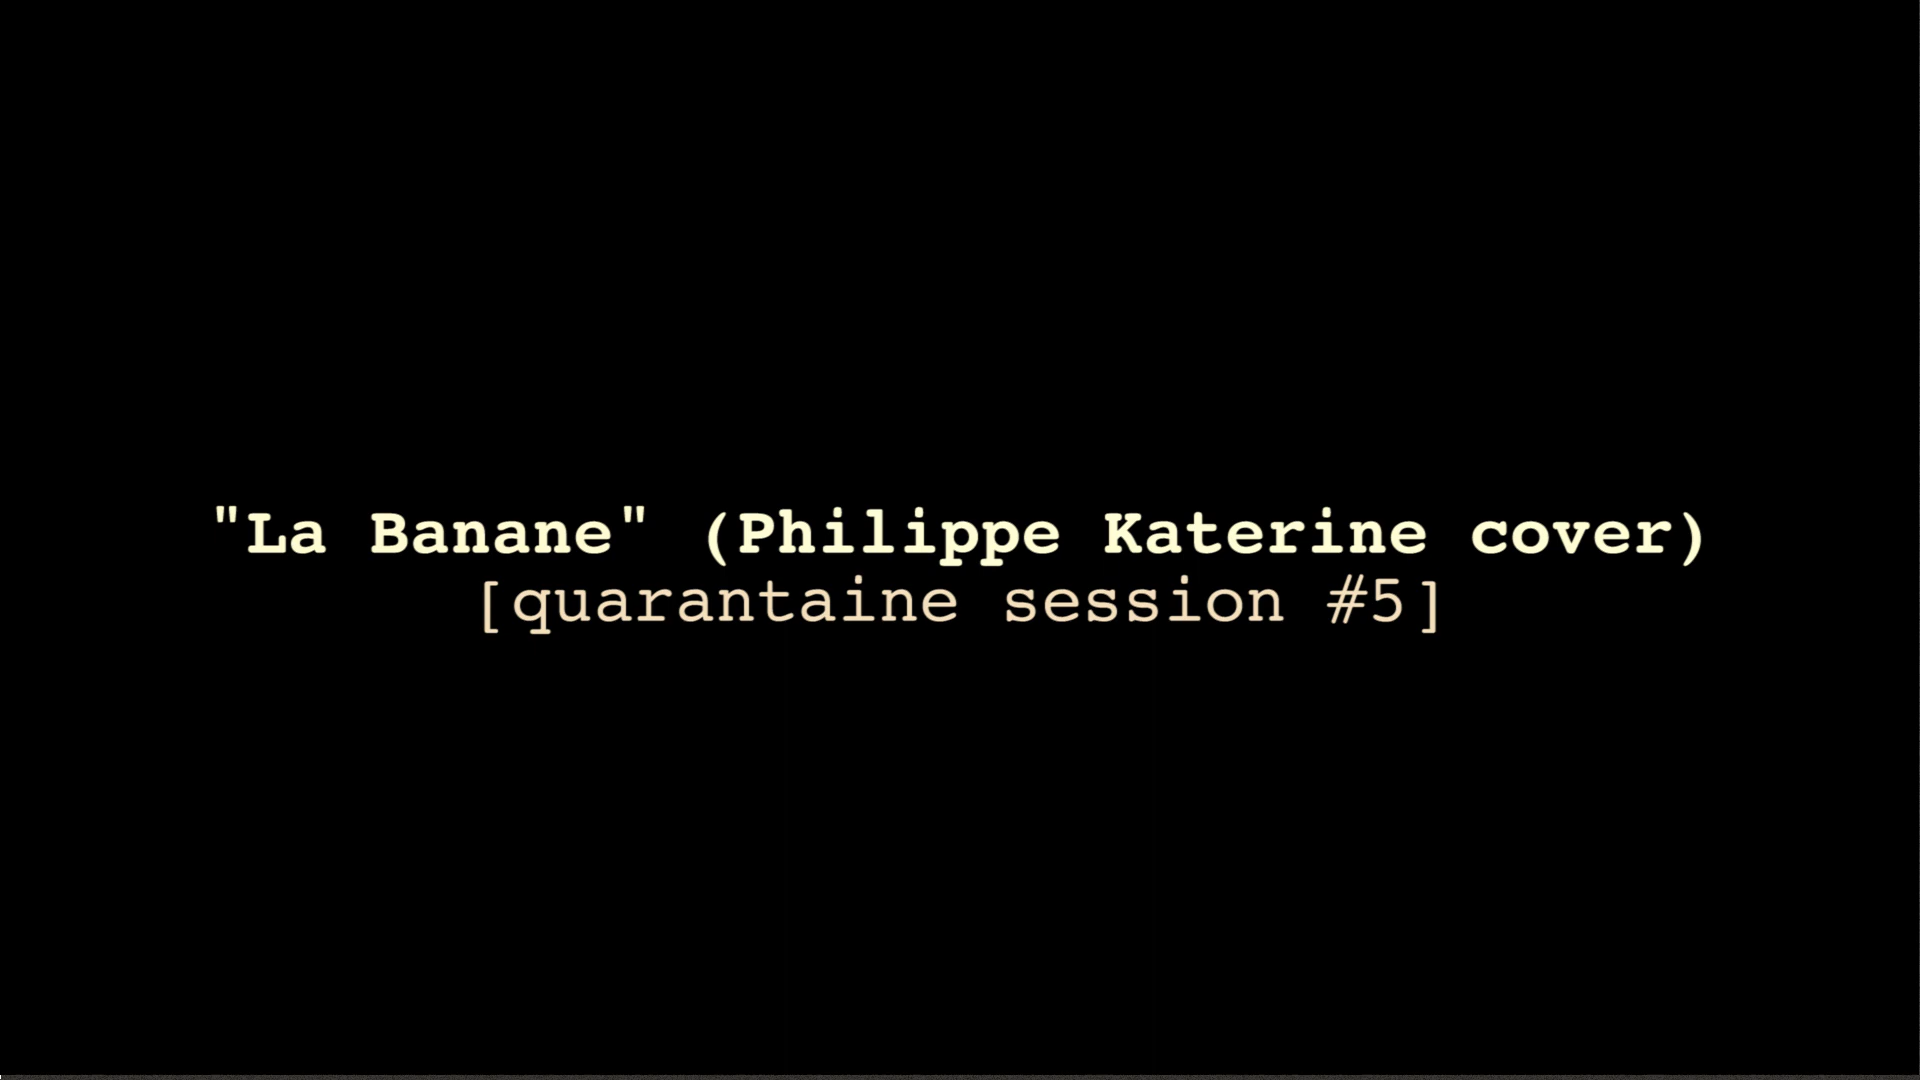 "La Banane" (Philippe Katerine cover)
[quarantaine session #5]